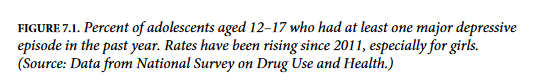 FIGURE 7.1. Percent of adolescents aged 12–17 who had at least one major depressive
episode in the past year. Rates have been rising since 2011, especially for girls.
(Source: Data from National Survey on Drug Use and Health.)